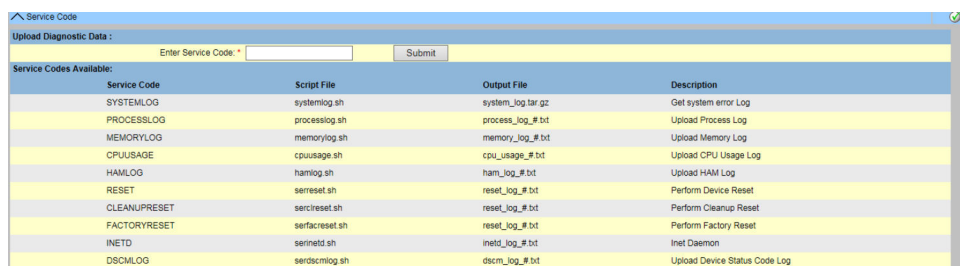 Service Code
Upload Diagnostic Data :
Enter Service Code: * Submit
Service Codes Available:
Service Code Script File Output File Description
SYSTEMLOG systemlog.sh system_log.tar.gz Get system error Log
PROCESSLOG processlog.sh process_log_#.txt Upload Process Log
MEMORYLOG memorylog.sh memory_log_#.txt Upload Memory Log
CPUUSAGE cpuusage.sh cpu_usage_#.txt Upload CPU Usage Log
HAMLOG hamlog.sh ham_log_#.txt Upload HAM Log
RESET serreset.sh reset_log_#.txt Perform Device Reset
CLEANUPRESET serclreset.sh reset_log_#.txt Perform Cleanup Reset
FACTORYRESET serfacreset.sh reset_log_#.txt Perform Factory Reset
INETD serinetd.sh inetd_log_#.txt Inet Daemon
DSCMLOG serdscmlog.sh dscm_log_#.txt Upload Device Status Code Log